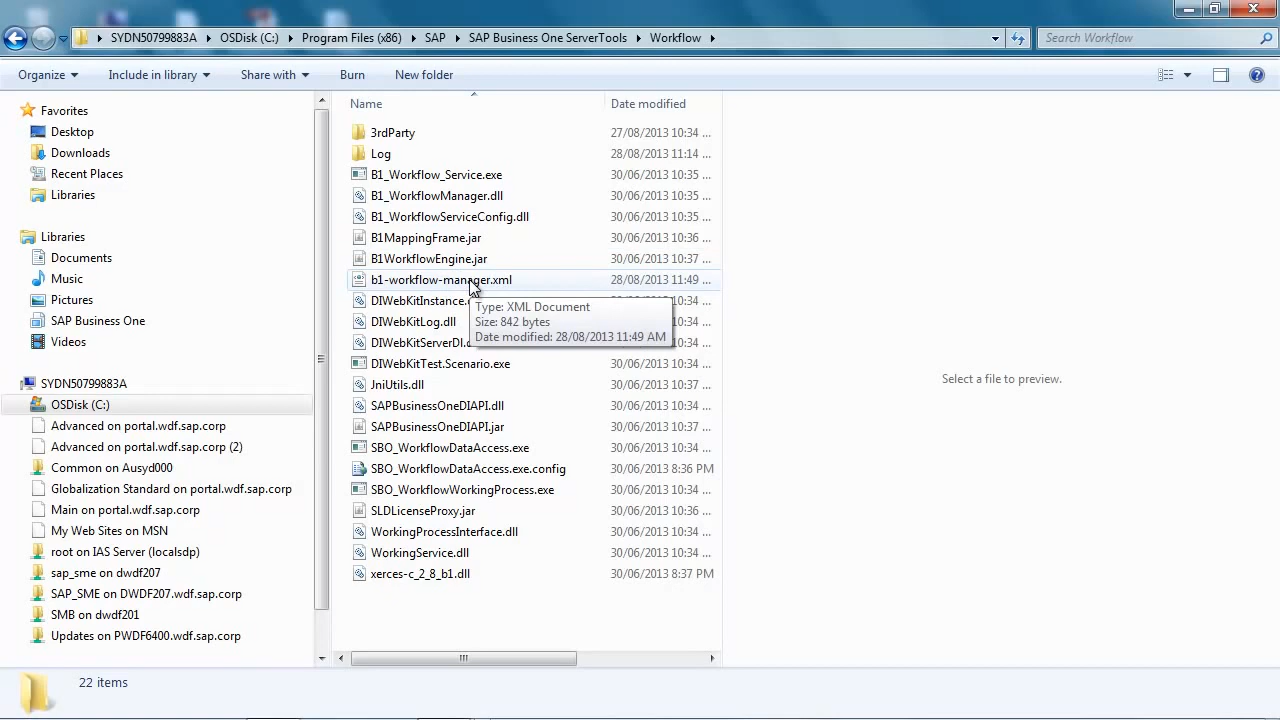 SYDN50799883A OSDisk (C:) Program Files (x86) SAP SAP Business One ServerTools Workflow Search Workflow
Organize Include in library Share with Burn New folder
Favorites
Desktop
Downloads
Recent Places
Libraries
Libraries
Documents
Music
Pictures
SAP Business One
Videos
SYDN50799883A
OSDisk (C:)
Advanced on portal.wdf.sap.corp
Advanced on portal.wdf.sap.corp (2)
Common on Ausyd000
Globalization Standard on portal.wdf.sap.corp
Main on portal.wdf.sap.corp
My Web Sites on MSN
root on IAS Server (localsdp)
sap_sme on dwdf207
SAP_SME on DWDF207.wdf.sap.corp
SMB on dwdf201
Updates on PWDF6400.wdf.sap.corp
Name Date modified
3rdParty 27/08/2013 10:34 ...
Log 28/08/2013 11:14 ...
B1_Workflow_Service.exe 30/06/2013 10:35 ...
B1_WorkflowManager.dll 30/06/2013 10:35 ...
B1_WorkflowServiceConfig.dll 30/06/2013 10:35 ...
B1MappingFrame.jar 30/06/2013 10:36 ...
B1WorkflowEngine.jar 30/06/2013 10:37 ...
b1-workflow-manager.xml 28/08/2013 11:49 ...
DIWebKitInstance. 10:34 ...
DIWebKitLog.dll 10:34 ...
DIWebKitServerDI. 10:34 ...
Type: XML Document
Size: 842 bytes
Date modified: 28/08/2013 11:49 AM
DIWebKitTest.Scenario.exe 30/06/2013 10:34 ...
JniUtils.dll 30/06/2013 10:37 ...
SAPBusinessOneDIAPI.dll 30/06/2013 10:34 ...
SAPBusinessOneDIAPI.jar 30/06/2013 10:37 ...
SBO_WorkflowDataAccess.exe 30/06/2013 10:34 ...
SBO_WorkflowDataAccess.exe.config 30/06/2013 8:36 PM
SBO_WorkflowWorkingProcess.exe 30/06/2013 10:34 ...
SLDLicenseProxy.jar 30/06/2013 10:36 ...
WorkingProcessInterface.dll 30/06/2013 10:34 ...
WorkingService.dll 30/06/2013 10:34 ...
xerces-c_2_8_b1.dll 30/06/2013 8:37 PM
Select a file to preview.
22 items